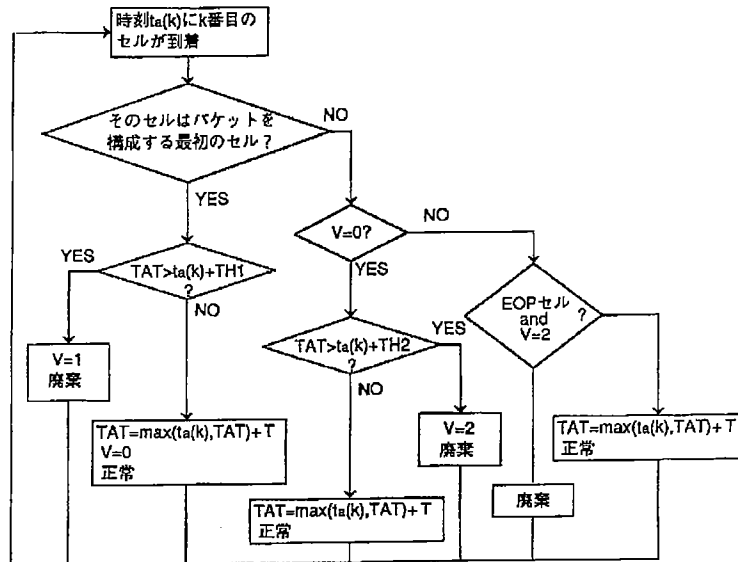 時刻ta(k)にk番目の
セルが到着
そのセルはパケットを
構成する最初のセル？
NO
YES
V=0?
NO
YES
TAT>ta(k)+TH1
?
NO
YES
EOPセル
and
V=2
?
TAT>ta(k)+TH2
?
YES
NO
V=1
廃棄
TAT=max(ta(k),TAT)+T
V=0
正常
V=2
廃棄
TAT=max(ta(k),TAT)+T
正常
廃棄
TAT=max(ta(k),TAT)+T
正常